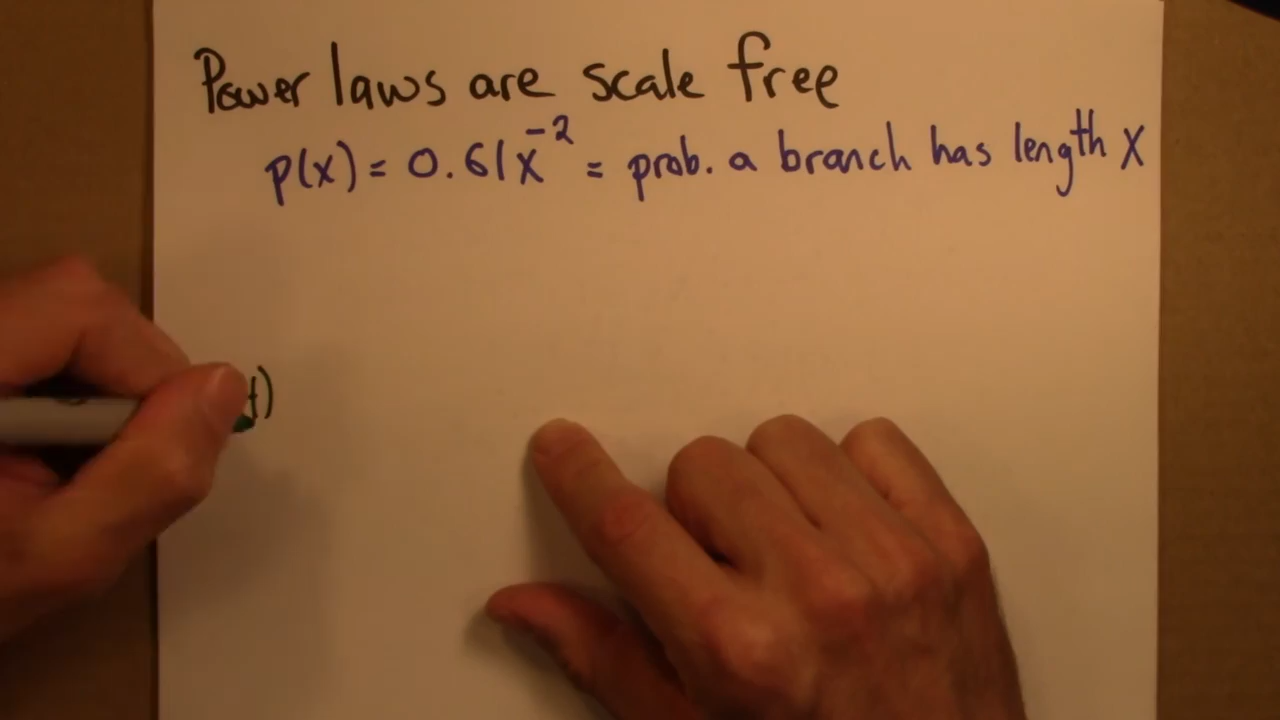 Power laws are scale free
p(x) = 0.61x⁻² = prob. a branch has length X